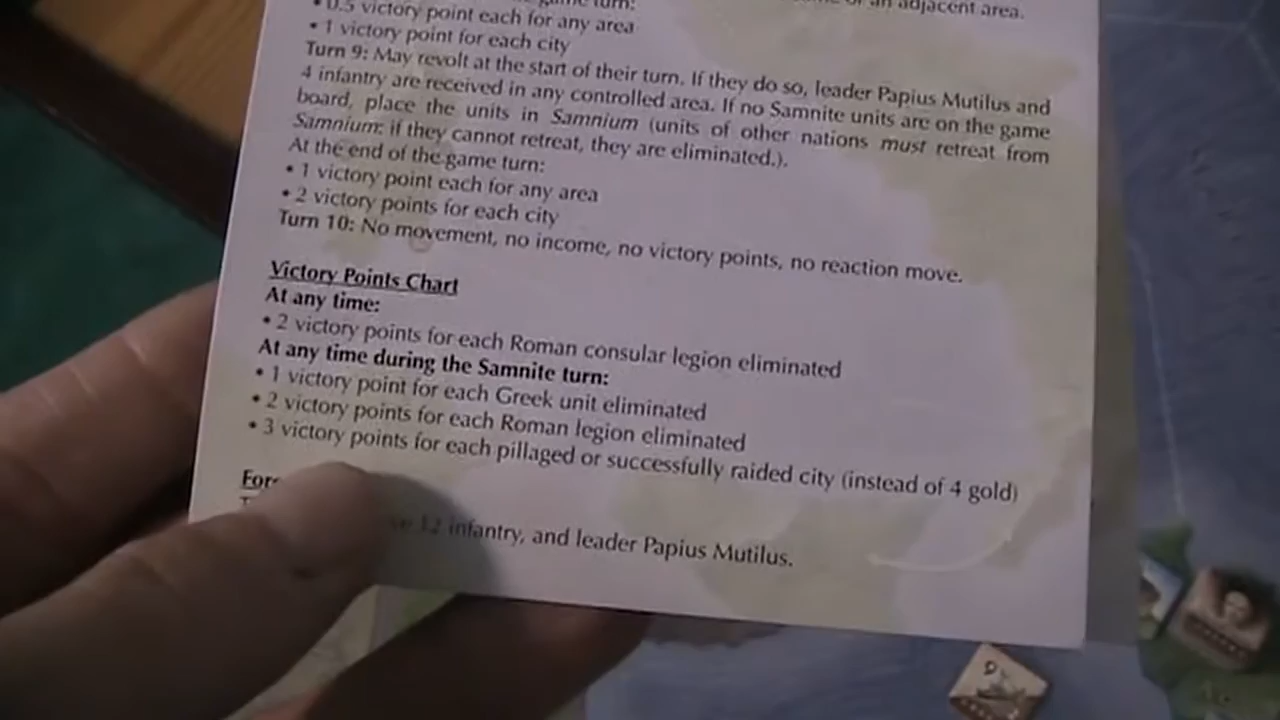 game turn:
an adjacent area.
• 0.5 victory point each for any area
• 1 victory point for each city
Turn 9: May revolt at the start of their turn. If they do so, leader Papius Mutilus and
4 infantry are received in any controlled area. If no Samnite units are on the game
board, place the units in Samnium (units of other nations must retreat from
Samnium: if they cannot retreat, they are eliminated.).
At the end of the game turn:
• 1 victory point each for any area
• 2 victory points for each city
Turn 10: No movement, no income, no victory points, no reaction move.
Victory Points Chart
At any time:
• 2 victory points for each Roman consular legion eliminated
At any time during the Samnite turn:
• 1 victory point for each Greek unit eliminated
• 2 victory points for each Roman legion eliminated
• 3 victory points for each pillaged or successfully raided city (instead of 4 gold)
12 infantry, and leader Papius Mutilus.